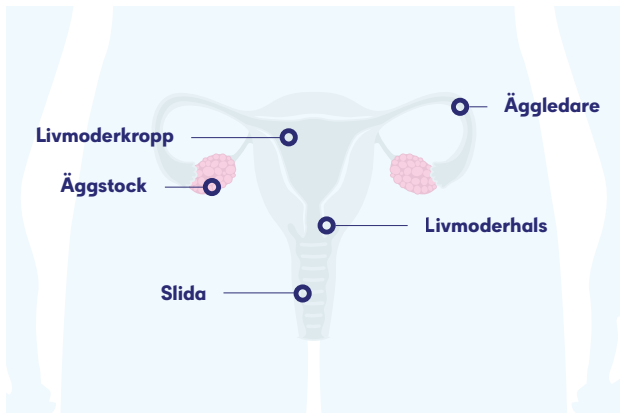 Äggledare
Livmoderkropp
Äggstock
Livmoderhals
Slida